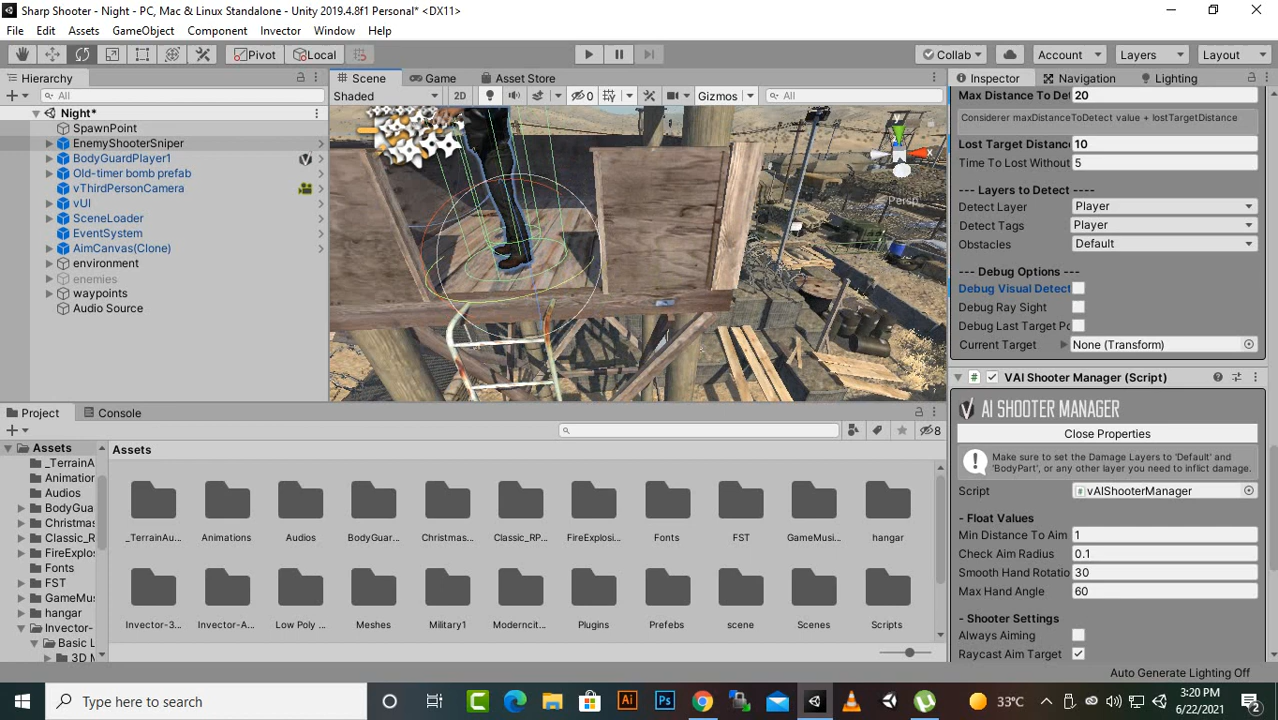 Sharp Shooter - Night - PC, Mac & Linux Standalone - Unity 2019.4.8f1 Personal* <DX11>
File Edit Assets GameObject Component Invector Window Help
Pivot Local Collab Account Layers Layout
Hierarchy
All
Night*
SpawnPoint
EnemyShooterSniper
BodyGuardPlayer1
Old-timer bomb prefab
vThirdPersonCamera
vUI
SceneLoader
EventSystem
AimCanvas(Clone)
environment
enemies
waypoints
Audio Source
Scene Game Asset Store
Shaded 2D 0 Gizmos All
y
x
Persp
Inspector Navigation Lighting
Max Distance To Det 20
Considerer maxDistanceToDetect value + lostTargetDistance
Lost Target Distanc 10
Time To Lost Without 5
--- Layers to Detect ----
Detect Layer Player
Detect Tags Player
Obstacles Default
--- Debug Options ---
Debug Visual Detect
Debug Ray Sight
Debug Last Target Po
Current Target None (Transform)
VAI Shooter Manager (Script)
AI SHOOTER MANAGER
Close Properties
Make sure to set the Damage Layers to 'Default' and
'BodyPart', or any other layer you need to inflict damage.
Script vAIShooterManager
- Float Values
Min Distance To Aim 1
Check Aim Radius 0.1
Smooth Hand Rotatio 30
Max Hand Angle 60
- Shooter Settings
Always Aiming
Raycast Aim Target
Auto Generate Lighting Off
Project Console
8
Assets
_TerrainA
Animation
Audios
BodyGua
Christmas
Classic_R
FireExplo
Fonts
FST
GameMus
hangar
Invector-
Basic L
3D M
Assets
_TerrainAu... Animations Audios BodyGuar... Christmas... Classic_RP... FireExplosi... Fonts FST GameMusi... hangar
Invector-3... Invector-A... Low Poly ... Meshes Military1 Moderncit... Plugins Prefebs scene Scenes Scripts
Type here to search
Ai
Ps
33°C
3:20 PM
6/22/2021
2